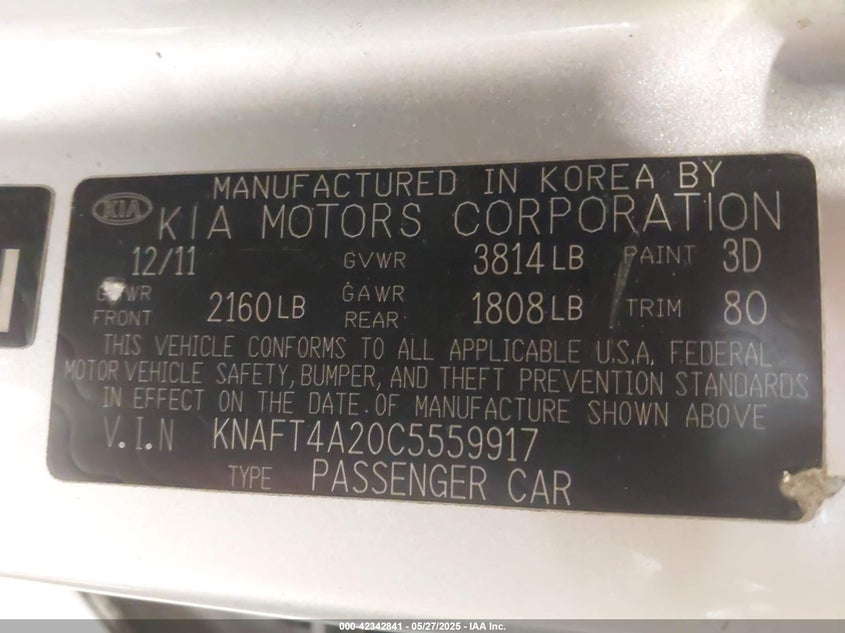 MANUFACTURED IN KOREA BY
KIA KIA MOTORS CORPORATION
12/11 GVWR 3814 LB PAINT 3D
FRONT 2160 LB GAWR REAR 1808 LB TRIM 80
THIS VEHICLE CONFORMS TO ALL APPLICABLE U.S.A. FEDERAL
MOTOR VEHICLE SAFETY, BUMPER, AND THEFT PREVENTION STANDARDS
IN EFFECT ON THE DATE OF MANUFACTURE SHOWN ABOVE
V.I.N KNAFT4A20C5559917
TYPE PASSENGER CAR
000-42342841 - 05/27/2025 - IAA Inc.